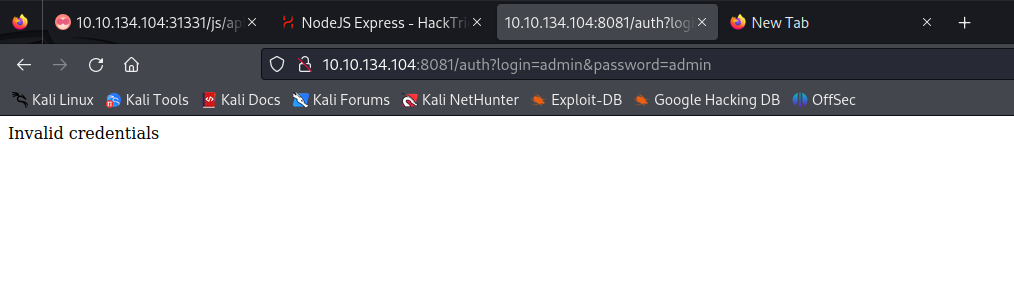 10.10.134.104:31331/js/ap
NodeJS Express - HackTri
10.10.134.104:8081/auth?logi
New Tab
10.10.134.104:8081/auth?login=admin&password=admin
Kali Linux
Kali Tools
Kali Docs
Kali Forums
Kali NetHunter
Exploit-DB
Google Hacking DB
OffSec
Invalid credentials